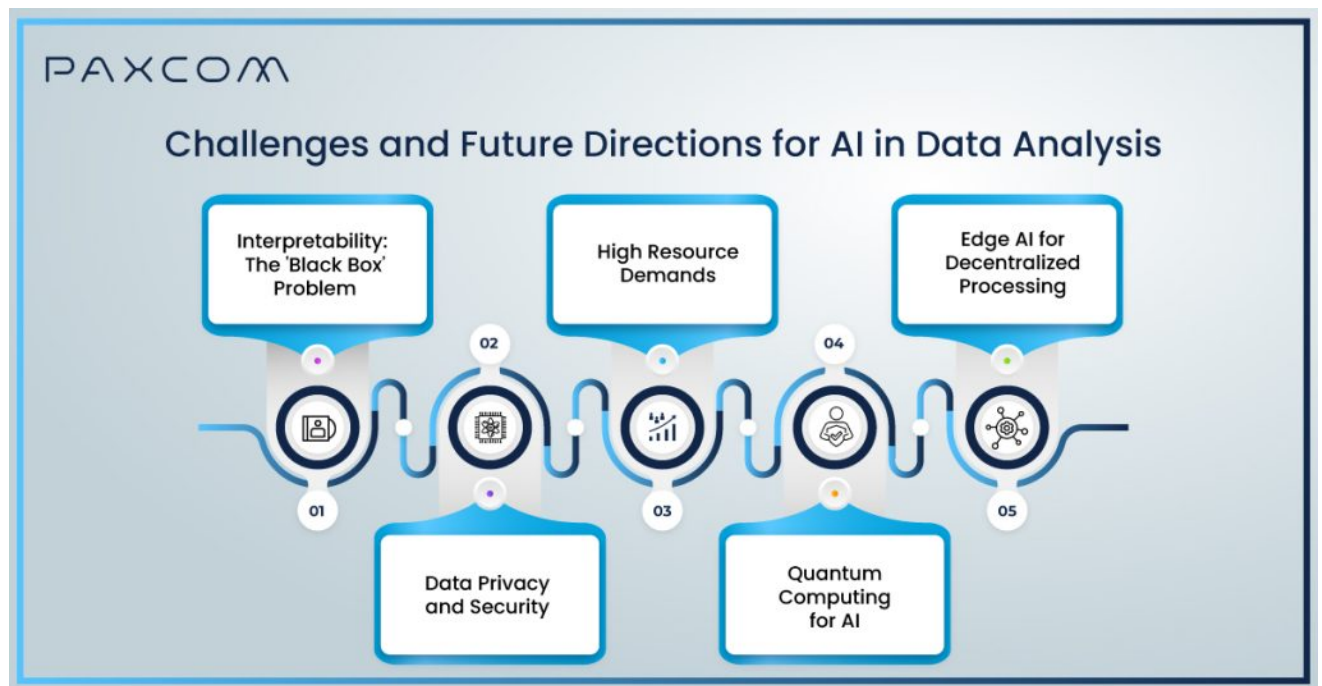 PAXCOM
Challenges and Future Directions for AI in Data Analysis
Interpretability:
The 'Black Box'
Problem
01
02
Data Privacy
and Security
High Resource
Demands
03
04
Quantum
Computing
for AI
Edge AI for
Decentralized
Processing
05